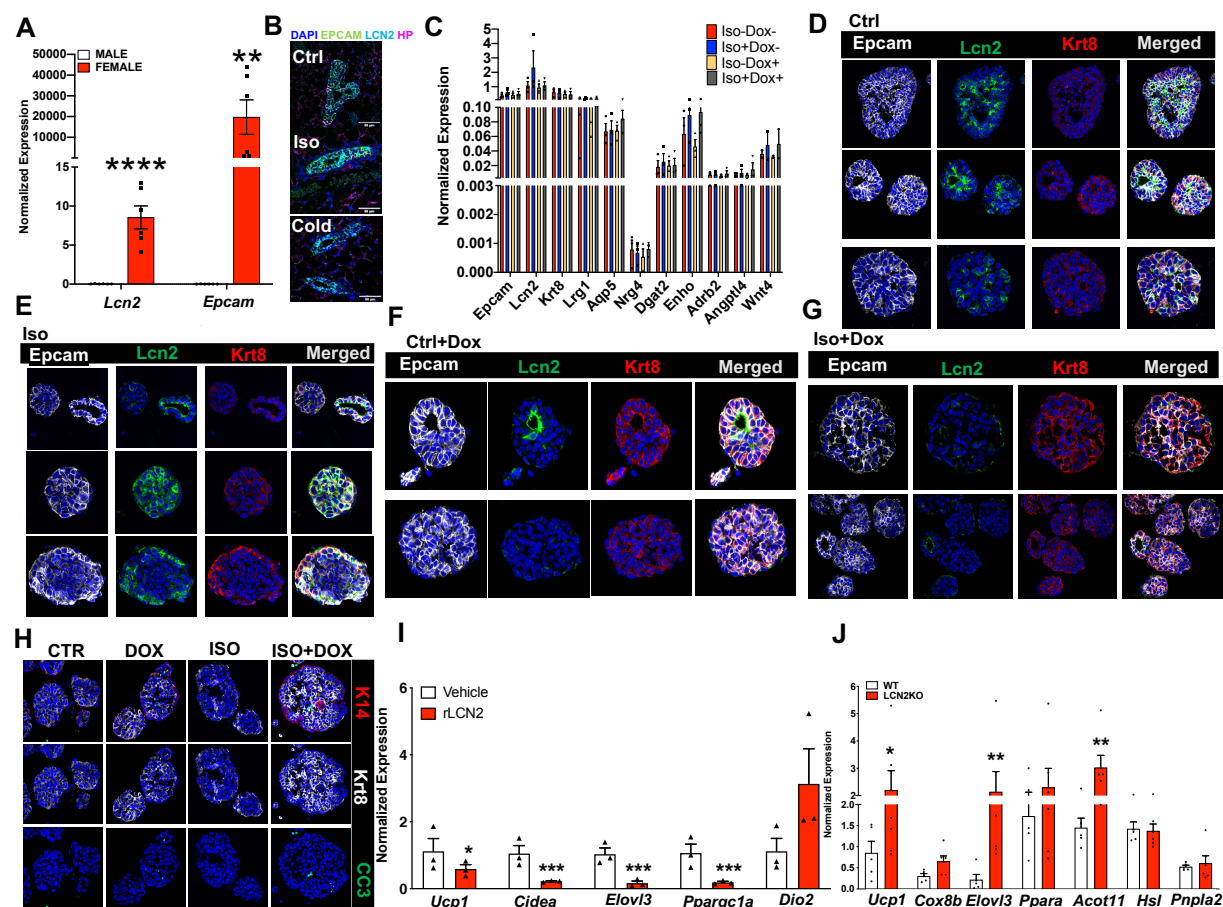 A
MALE
FEMALE
Normalized Expression
50000
40000
30000
20000
10000
15
10
5
0
****
**
Lcn2
Epcam
B
DAPI EPCAM LCN2 HP
Ctrl
Iso
Cold
C
Normalized Expression
5
4
3
2
1
0.10
0.08
0.06
0.04
0.02
0.003
0.002
0.001
0.000
Iso-Dox-
Iso+Dox-
Iso-Dox+
Iso+Dox+
Epcam
Lcn2
Krt8
Lrg1
Aqp5
Nrg4
Dgat2
Enho
Adrb2
Angptl4
Wnt4
D
Ctrl
Epcam Lcn2 Krt8 Merged
E
Iso
Epcam Lcn2 Krt8 Merged
F
Ctrl+Dox
Epcam Lcn2 Krt8 Merged
G
Iso+Dox
Epcam Lcn2 Krt8 Merged
H
CTR DOX ISO ISO+DOX
K14
Krt8
CC3
I
Normalized Expression
6
4
2
0
Vehicle
rLCN2
*
***
***
***
Ucp1 Cidea Elovl3 Ppargc1a Dio2
J
WT
LCN2KO
Normalized Expression
6
5
4
3
2
1.5
1.0
0.5
0.0
*
**
**
Ucp1 Cox8b Elovl3 Ppara Acot11 Hsl Pnpla2